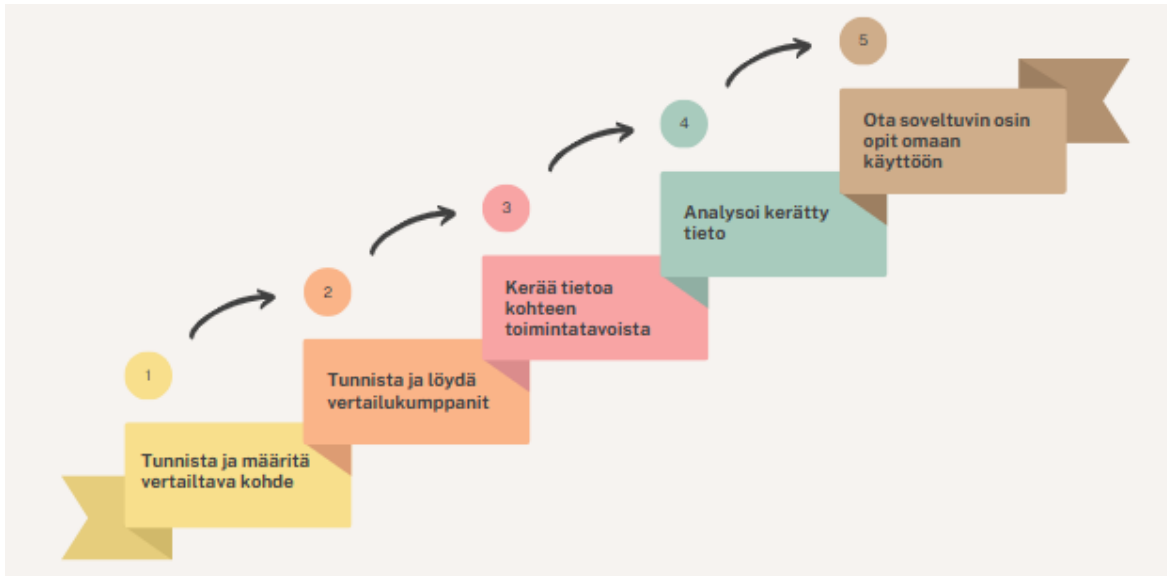 1
Tunnista ja määritä
vertailtava kohde
2
Tunnista ja löydä
vertailukumppanit
3
Kerää tietoa
kohteen
toimintatavoista
4
Analysoi kerätty
tieto
5
Ota soveltuvin osin
opit omaan
käyttöön